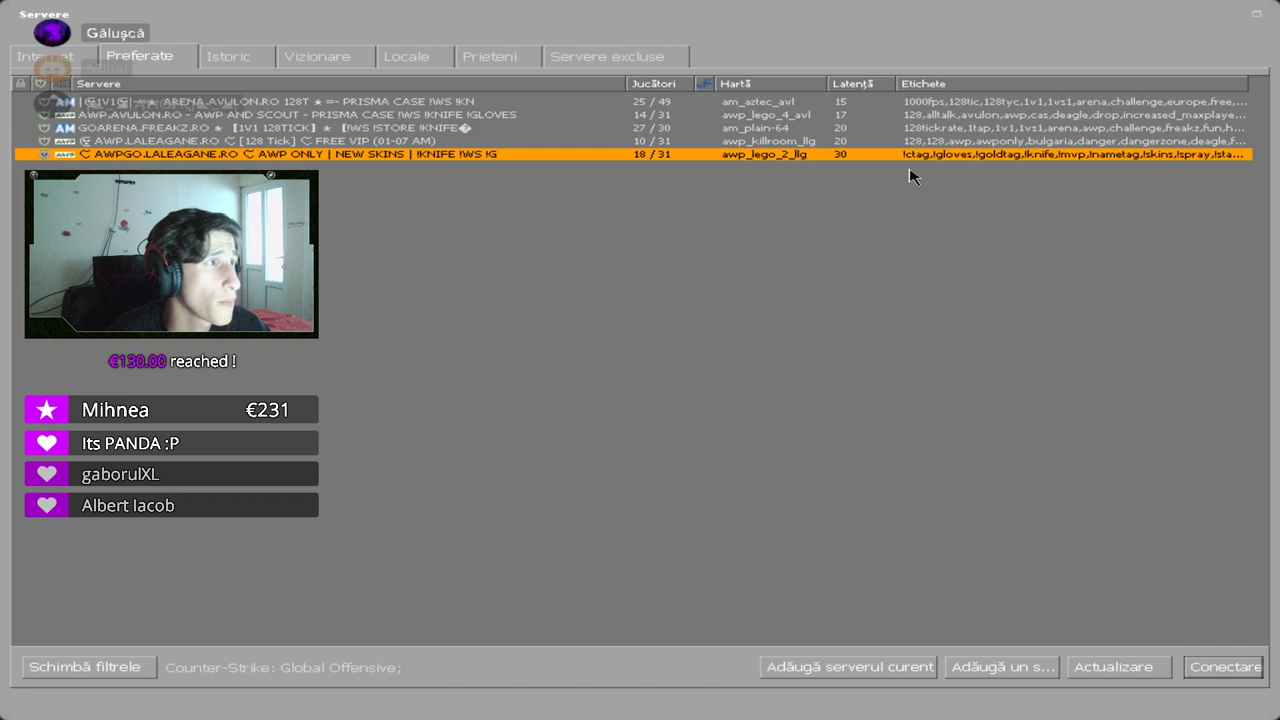 Servere
Găluşcă
Internet Preferate Istoric Vizionare Locale Prieteni Servere excluse
Servere Jucători Hartă Latenţă Etichete
ARENA.AVULON.RO 128T ★ =- PRISMA CASE !WS !KN 25 / 49 am_aztec_avl 15 1000fps,128tic,128tyc,1v1,1vs1,arena,challenge,europe,free,...
AWP.AVULON.RO - AWP AND SCOUT - PRISMA CASE !WS !KNIFE !GLOVES 14 / 31 awp_lego_4_avl 17 128,alltalk,avulon,awp,cas,deagle,drop,increased_maxplaye...
GOARENA.FREAKZ.RO ★ [1V1 128TICK] ★ [!WS !STORE !KNIFE� 27 / 30 am_plain-64 20 128tickrate,1tap,1v1,1vs1,arena,awp,challenge,freakz,fun,h...
AWP.LALEAGANE.RO [128 Tick] FREE VIP (01-07 AM) 10 / 31 awp_killroom_llg 20 128,128,awp,awponly,bulgaria,danger,dangerzone,deagle,f...
AWPGO.LALEAGANE.RO AWP ONLY | NEW SKINS | !KNIFE !WS !G 18 / 31 awp_lego_2_llg 30 !ctag,!gloves,!goldtag,!knife,!mvp,!nametag,!skins,!spray,!sta...
€130.00 reached !
Mihnea €231
Its PANDA :P
gaborulXL
Albert Iacob
Schimbă filtrele Counter-Strike: Global Offensive; Adăugă serverul curent Adăugă un s... Actualizare Conectare